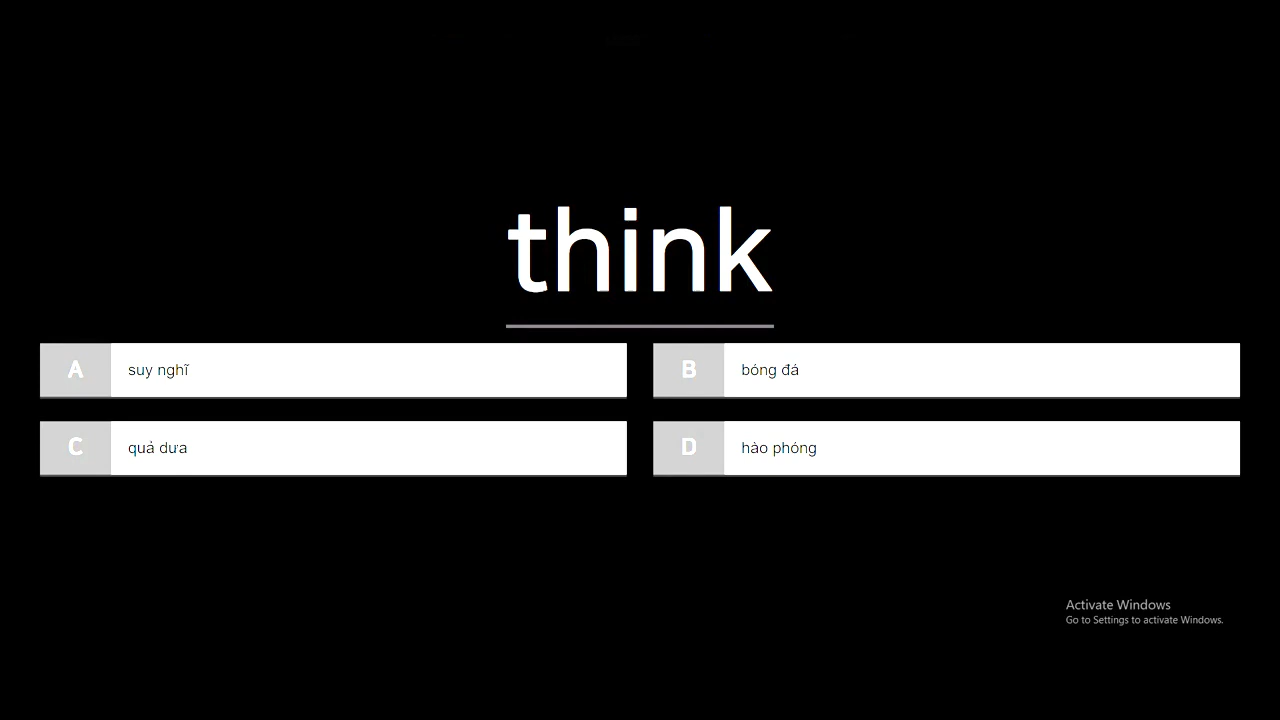 think
A suy nghĩ
B bóng đá
C quả dưa
D hào phóng
Activate Windows
Go to Settings to activate Windows.